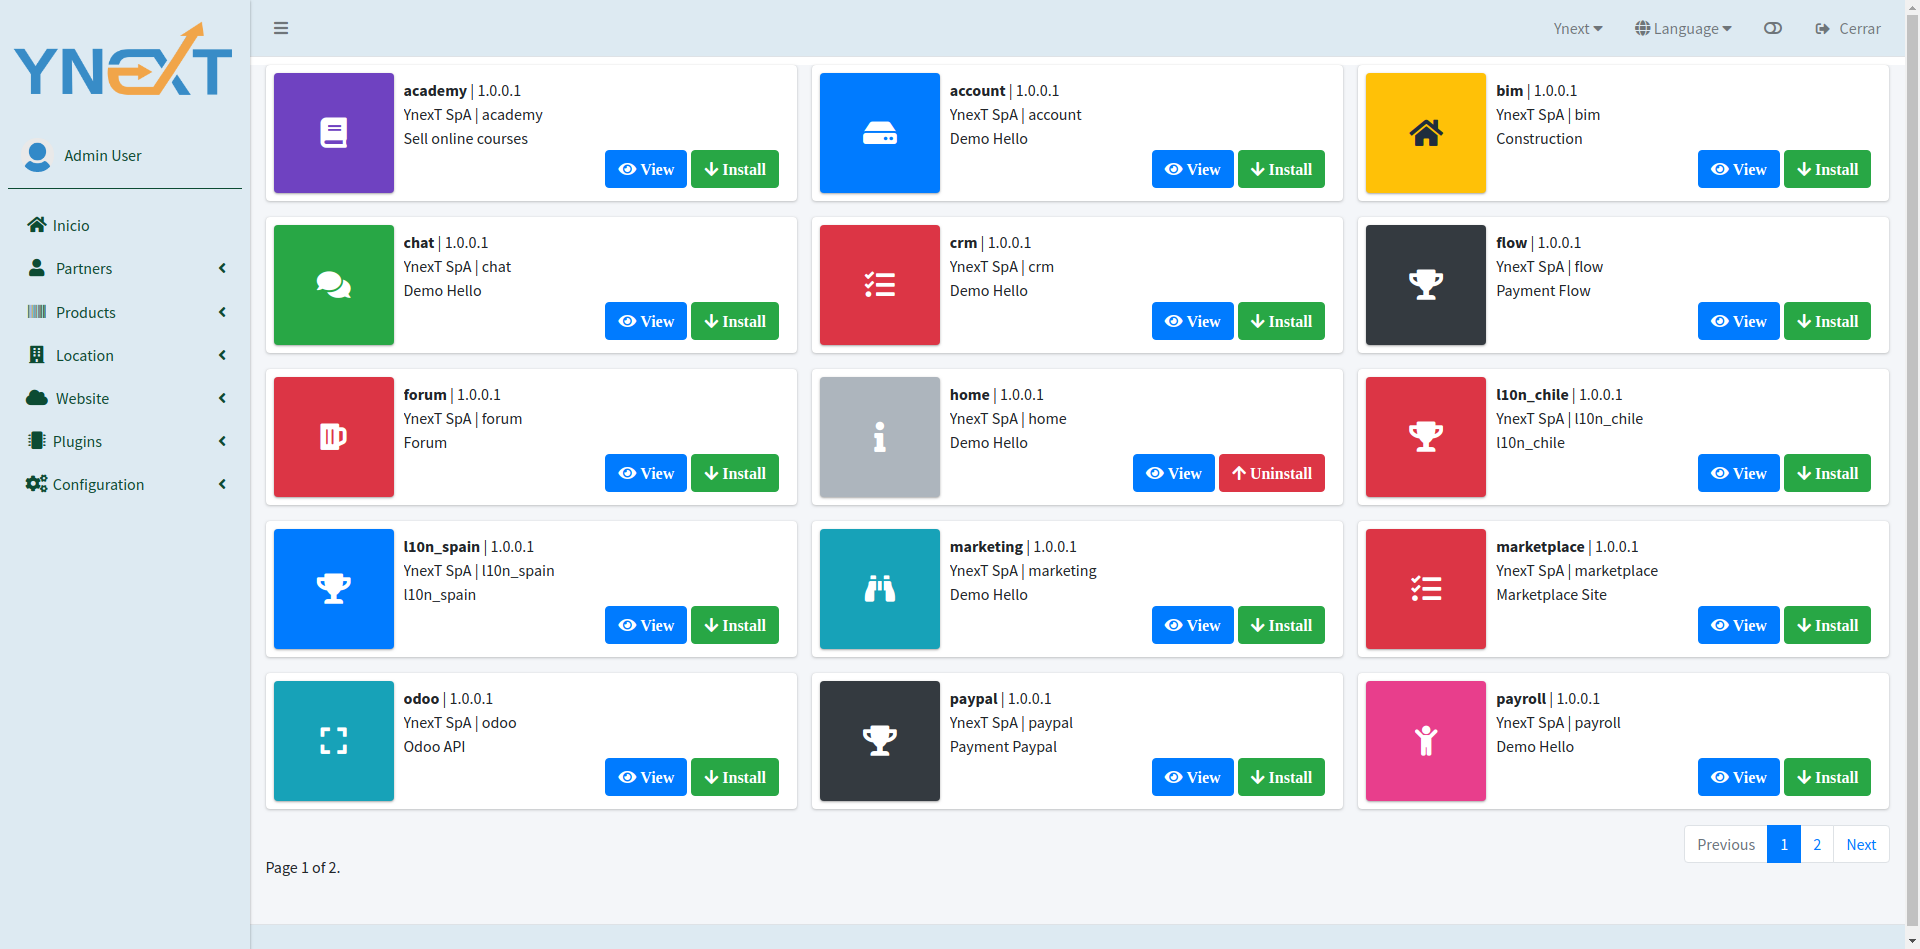 YNEXT
Ynext
Language
Cerrar
Admin User
Inicio
Partners
Products
Location
Website
Plugins
Configuration
academy | 1.0.0.1
YnexT SpA | academy
Sell online courses
View Install
account | 1.0.0.1
YnexT SpA | account
Demo Hello
View Install
bim | 1.0.0.1
YnexT SpA | bim
Construction
View Install
chat | 1.0.0.1
YnexT SpA | chat
Demo Hello
View Install
crm | 1.0.0.1
YnexT SpA | crm
Demo Hello
View Install
flow | 1.0.0.1
YnexT SpA | flow
Payment Flow
View Install
forum | 1.0.0.1
YnexT SpA | forum
Forum
View Install
home | 1.0.0.1
YnexT SpA | home
Demo Hello
View Uninstall
l10n_chile | 1.0.0.1
YnexT SpA | l10n_chile
l10n_chile
View Install
l10n_spain | 1.0.0.1
YnexT SpA | l10n_spain
l10n_spain
View Install
marketing | 1.0.0.1
YnexT SpA | marketing
Demo Hello
View Install
marketplace | 1.0.0.1
YnexT SpA | marketplace
Marketplace Site
View Install
odoo | 1.0.0.1
YnexT SpA | odoo
Odoo API
View Install
paypal | 1.0.0.1
YnexT SpA | paypal
Payment Paypal
View Install
payroll | 1.0.0.1
YnexT SpA | payroll
Demo Hello
View Install
Previous 1 2 Next
Page 1 of 2.